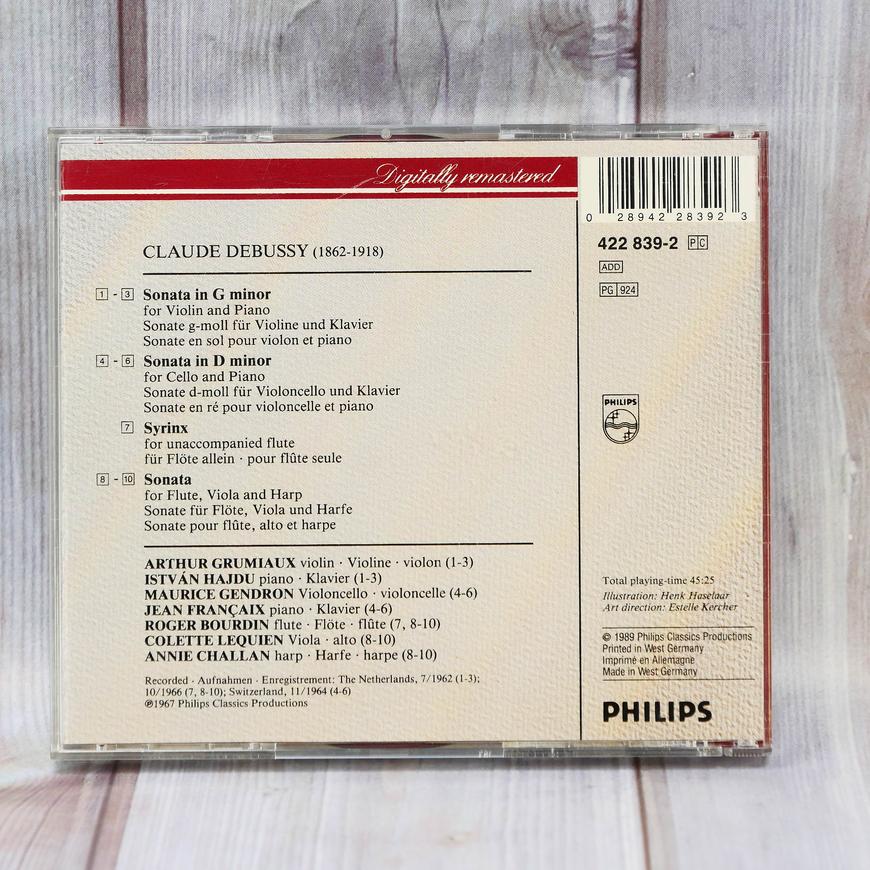 Digitally remastered
CLAUDE DEBUSSY (1862-1918)
1 - 3 Sonata in G minor
for Violin and Piano
Sonate g-moll für Violine und Klavier
Sonate en sol pour violon et piano
4 - 6 Sonata in D minor
for Cello and Piano
Sonate d-moll für Violoncello und Klavier
Sonate en ré pour violoncelle et piano
7 Syrinx
for unaccompanied flute
für Flöte allein · pour flûte seule
8 - 10 Sonata
for Flute, Viola and Harp
Sonate für Flöte, Viola und Harfe
Sonate pour flûte, alto et harpe
ARTHUR GRUMIAUX violin · Violine · violon (1-3)
ISTVÁN HAJDU piano · Klavier (1-3)
MAURICE GENDRON Violoncello · violoncelle (4-6)
JEAN FRANÇAIX piano · Klavier (4-6)
ROGER BOURDIN flute · Flöte · flûte (7, 8-10)
COLETTE LEQUIEN Viola · alto (8-10)
ANNIE CHALLAN harp · Harfe · harpe (8-10)
Recorded · Aufnahmen · Enregistrement: The Netherlands, 7/1962 (1-3);
10/1966 (7, 8-10); Switzerland, 11/1964 (4-6)
℗1967 Philips Classics Productions
0 28942 28392 3
422 839-2 PC
ADD
PG 924
PHILIPS
Total playing-time 45:25
Illustration: Henk Haselaar
Art direction: Estelle Kercher
© 1989 Philips Classics Productions
Printed in West Germany
Imprimé en Allemagne
Made in West Germany
PHILIPS